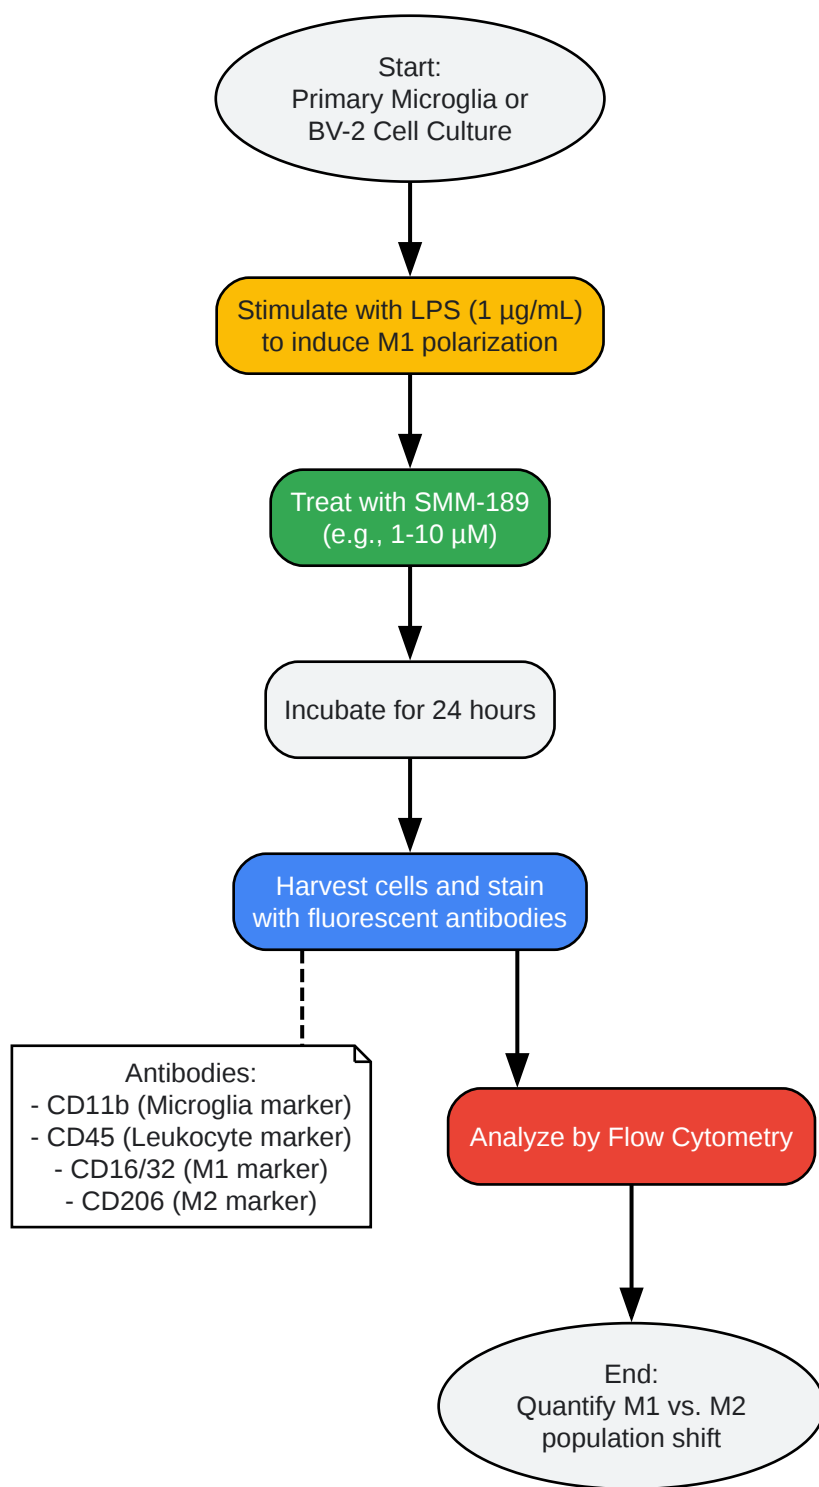 Start:
Primary Microglia or
BV-2 Cell Culture
Stimulate with LPS (1 µg/mL)
to induce M1 polarization
Treat with SMM-189
(e.g., 1-10 µM)
Incubate for 24 hours
Harvest cells and stain
with fluorescent antibodies
Antibodies:
- CD11b (Microglia marker)
- CD45 (Leukocyte marker)
- CD16/32 (M1 marker)
- CD206 (M2 marker)
Analyze by Flow Cytometry
End:
Quantify M1 vs. M2
population shift